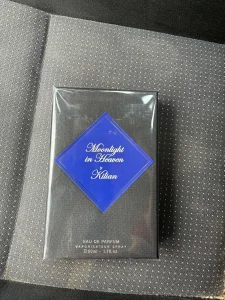 Moonlight
in Heaven
Kilian
EAU DE PARFUM
VAPORISATEUR SPRAY